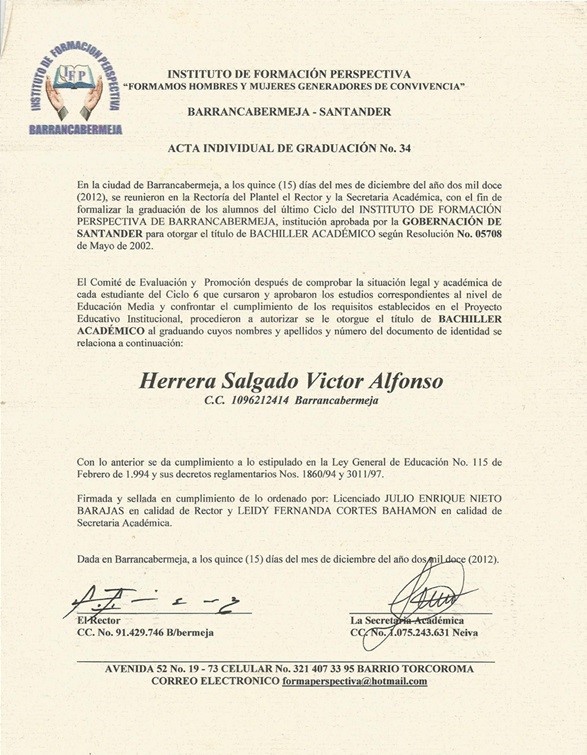 INSTITUTO DE FORMACION PERSPECTIVA
IFP
BARRANCABERMEJA
INSTITUTO DE FORMACIÓN PERSPECTIVA
"FORMAMOS HOMBRES Y MUJERES GENERADORES DE CONVIVENCIA"
BARRANCABERMEJA - SANTANDER
ACTA INDIVIDUAL DE GRADUACIÓN No. 34
En la ciudad de Barrancabermeja, a los quince (15) días del mes de diciembre del año dos mil doce
(2012), se reunieron en la Rectoría del Plantel el Rector y la Secretaria Académica, con el fin de
formalizar la graduación de los alumnos del último Ciclo del INSTITUTO DE FORMACIÓN
PERSPECTIVA DE BARRANCABERMEJA, institución aprobada por la GOBERNACIÓN DE
SANTANDER para otorgar el título de BACHILLER ACADÉMICO según Resolución No. 05708
de Mayo de 2002.
El Comité de Evaluación y Promoción después de comprobar la situación legal y académica de
cada estudiante del Ciclo 6 que cursaron y aprobaron los estudios correspondientes al nivel de
Educación Media y confrontar el cumplimiento de los requisitos establecidos en el Proyecto
Educativo Institucional, procedieron a autorizar se le otorgue el título de BACHILLER
ACADÉMICO al graduando cuyos nombres y apellidos y número del documento de identidad se
relaciona a continuación:
Herrera Salgado Victor Alfonso
C.C. 1096212414 Barrancabermeja
Con lo anterior se da cumplimiento a lo estipulado en la Ley General de Educación No. 115 de
Febrero de 1.994 y sus decretos reglamentarios Nos. 1860/94 y 3011/97.
Firmada y sellada en cumplimiento de lo ordenado por: Licenciado JULIO ENRIQUE NIETO
BARAJAS en calidad de Rector y LEIDY FERNANDA CORTES BAHAMON en calidad de
Secretaria Académica.
Dada en Barrancabermeja, a los quince (15) días del mes de diciembre del año dos mil doce (2012).
El Rector
CC. No. 91.429.746 B/bermeja
La Secretaria Académica
CC. No. 1.075.243.631 Neiva
AVENIDA 52 No. 19 - 73 CELULAR No. 321 407 33 95 BARRIO TORCOROMA
CORREO ELECTRONICO formaperspectiva@hotmail.com